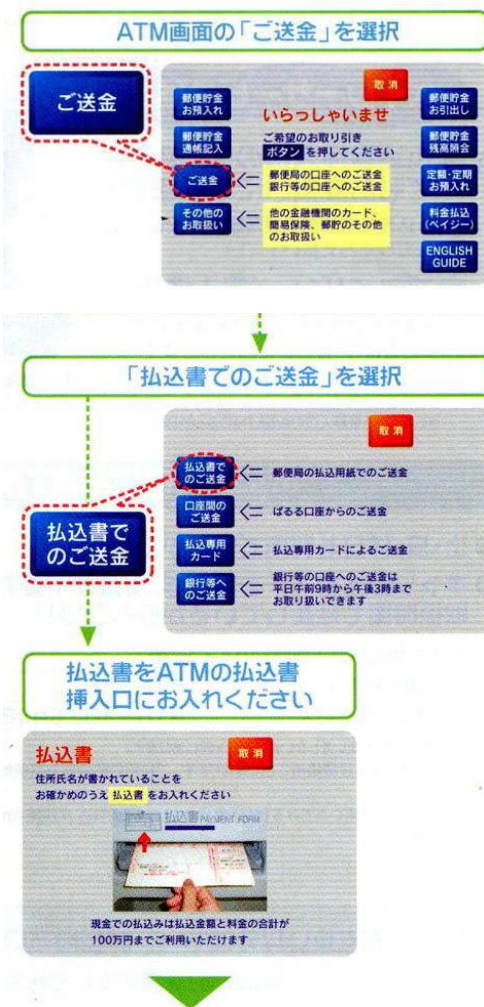 ATM画面の「ご送金」を選択
ご送金
取消
郵便貯金
お預入れ
郵便貯金
通帳記入
ご送金
その他の
お取扱い
いらっしゃいませ
ご希望のお取り引き
ボタン を押してください
郵便局の口座へのご送金
銀行等の口座へのご送金
他の金融機関のカード、
簡易保険、郵貯のその他
のお取扱い
郵便貯金
お引出し
郵便貯金
残高照会
定額・定期
お預入れ
料金払込
(ペイジー)
ENGLISH
GUIDE
「払込書でのご送金」を選択
取消
払込書で
のご送金
払込書で
のご送金
郵便局の払込用紙でのご送金
口座間の
ご送金
ぱるる口座からのご送金
払込専用
カード
払込専用カードによるご送金
銀行等へ
のご送金
銀行等の口座へのご送金は
平日午前9時から午後3時まで
お取り扱いできます
払込書をATMの払込書
挿入口にお入れください
払込書
取消
住所氏名が書かれていることを
お確かめのうえ 払込書 をお入れください
払込書 PAYMENT FORM
現金での払込みは払込金額と料金の合計が
100万円までご利用いただけます